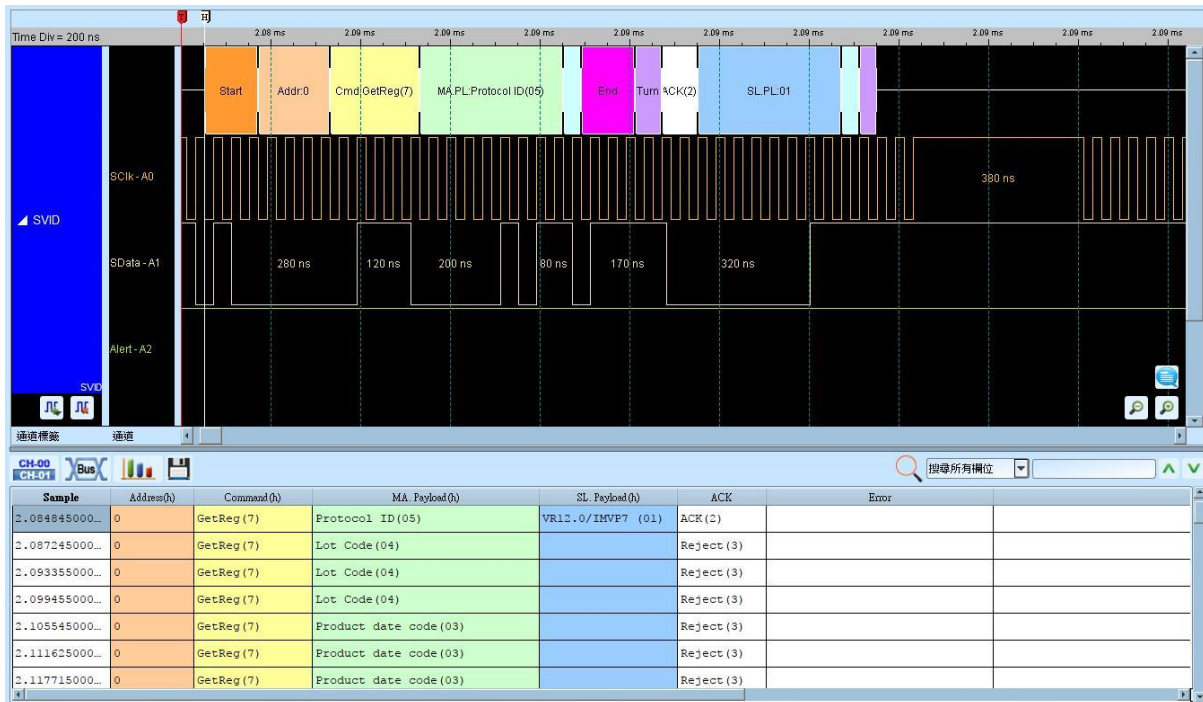 T H
Time Div = 200 ns 2.08 ms 2.09 ms 2.09 ms 2.09 ms 2.09 ms 2.09 ms 2.09 ms 2.09 ms 2.09 ms 2.09 ms 2.09 ms
Start Addr:0 Cmd:GetReg(7) MA.PL:Protocol ID(05) End Turn ACK(2) SL.PL:01
SClk - A0 380 ns
SVID
SData - A1 280 ns 120 ns 200 ns 80 ns 170 ns 320 ns
Alert - A2
SVID
通道標籤 通道
CH-00
CH-01 Bus 搜尋所有欄位
Sample Address(h) Command(h) MA. Payload(h) SL. Payload(h) ACK Error
2.084845000... 0 GetReg(7) Protocol ID(05) VR12.0/IMVP7 (01) ACK(2)
2.087245000... 0 GetReg(7) Lot Code(04) Reject(3)
2.093355000... 0 GetReg(7) Lot Code(04) Reject(3)
2.099455000... 0 GetReg(7) Lot Code(04) Reject(3)
2.105545000... 0 GetReg(7) Product date code(03) Reject(3)
2.111625000... 0 GetReg(7) Product date code(03) Reject(3)
2.117715000... 0 GetReg(7) Product date code(03) Reject(3)